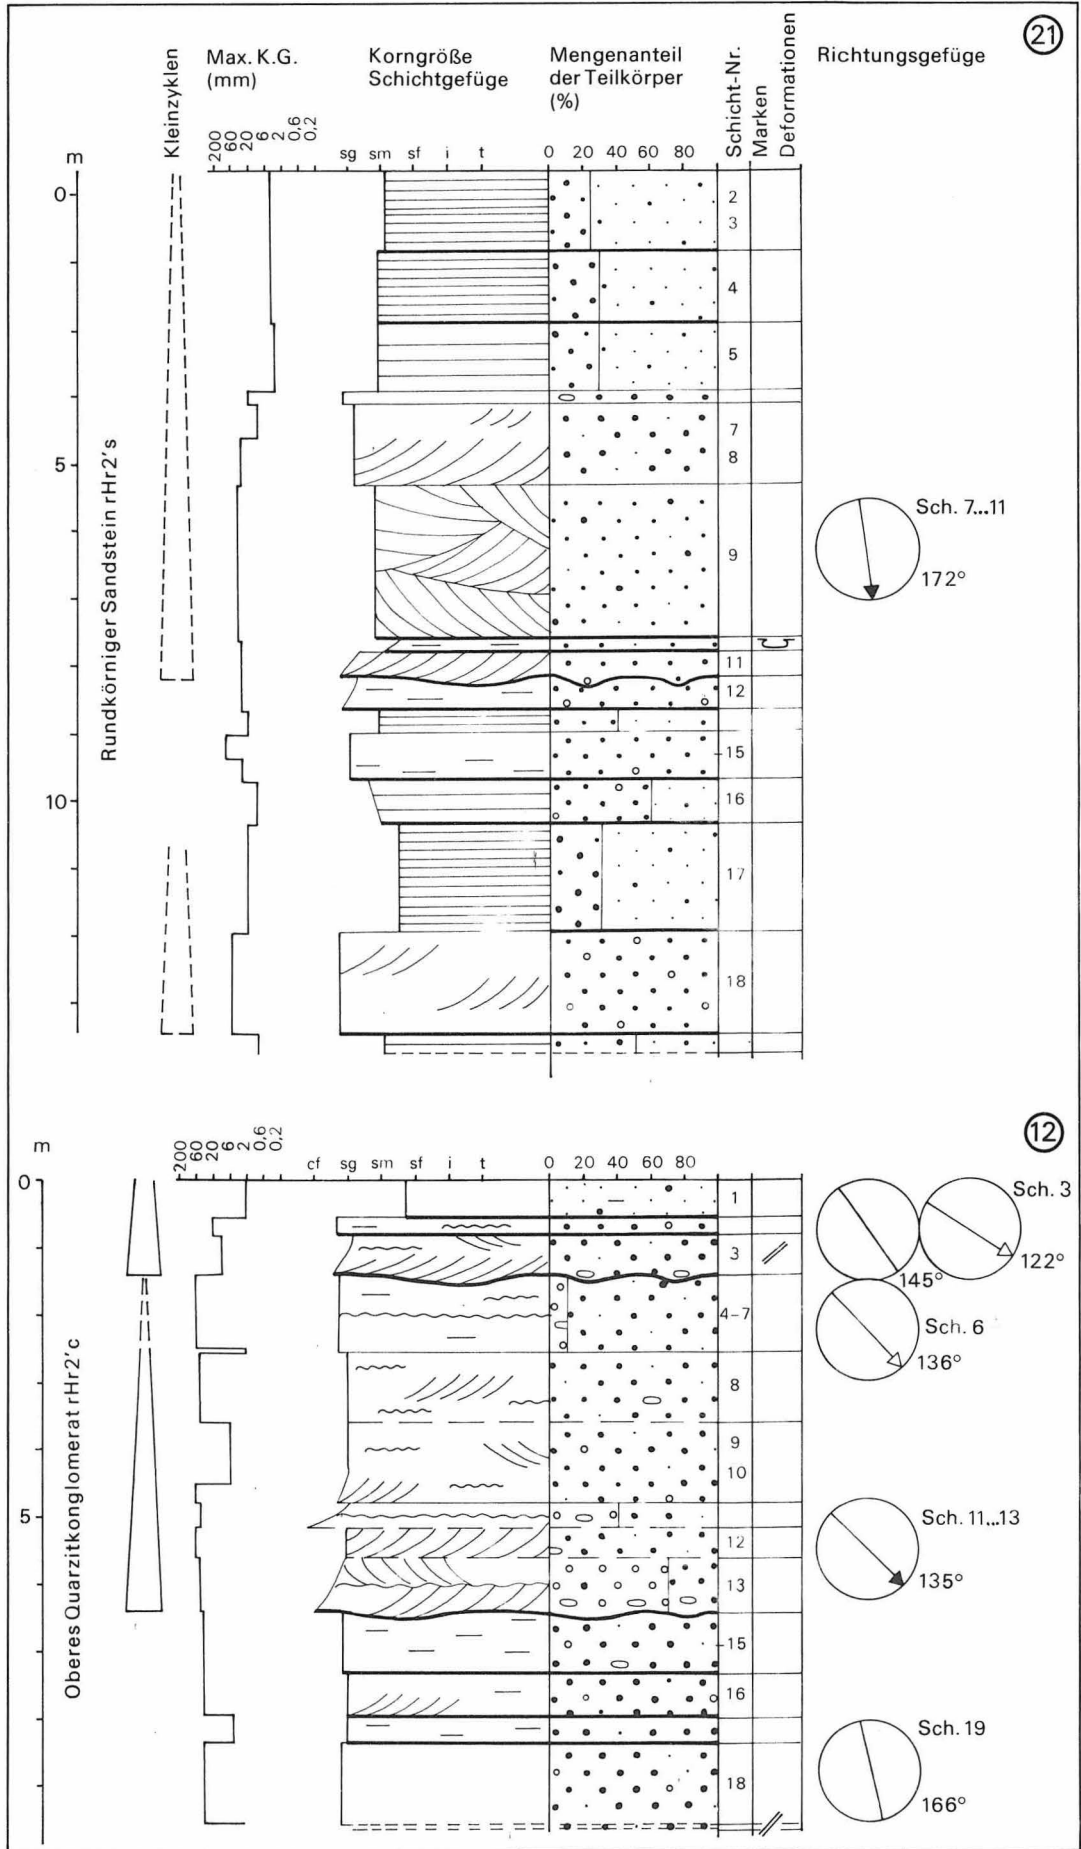 21
Kleinzyklen
Max. K.G.
(mm)
Korngröße
Schichtgefüge
Mengenanteil
der Teilkörper
(%)
Schicht-Nr.
Marken
Deformationen
Richtungsgefüge
m
200 60 20 6 2 0,6 0,2
sg sm sf i t
0 20 40 60 80
0
5
10
Rundkörniger Sandstein rHr2's
2
3
4
5
7
8
9
11
12
15
16
17
18
Sch. 7...11
172°
12
m
200 60 20 6 2 0,6 0,2
cf sg sm sf i t
0 20 40 60 80
0
5
Oberes Quarzitkonglomerat rHr2'c
1
3
4-7
8
9
10
12
13
15
16
18
Sch. 3
122°
145°
Sch. 6
136°
Sch. 11...13
135°
Sch. 19
166°